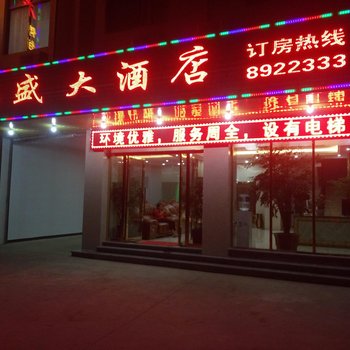 盛大酒店
订房热线
8922333
环境优雅，服务周全，设有电梯